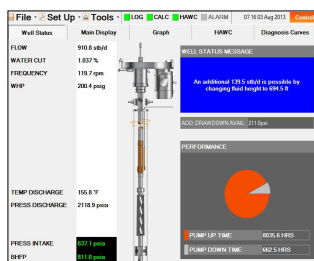 File Set Up Tools LOG CALC HAWC ALARM 07 16 03 Aug 2013 Control
Well Status Main Display Graph HAWC Diagnosis Curves
FLOW 910.8 stb/d
WATER CUT 1.037 %
FREQUENCY 119.7 rpm
WHP 200.4 psig
WELL STATUS MESSAGE
An additional 139.5 stb/d is possible by
changing fluid height to 694.5 ft
ADD. DRAWDOWN AVAIL. 211.0psi
PERFORMANCE
TEMP DISCHARGE 155.8 °F
PRESS DISCHARGE 2118.9 psia
PUMP UP TIME 8035.6 HRS
PRESS INTAKE 637.1 psia
PUMP DOWN TIME 662.5 HRS
BHFP 811.0 psia